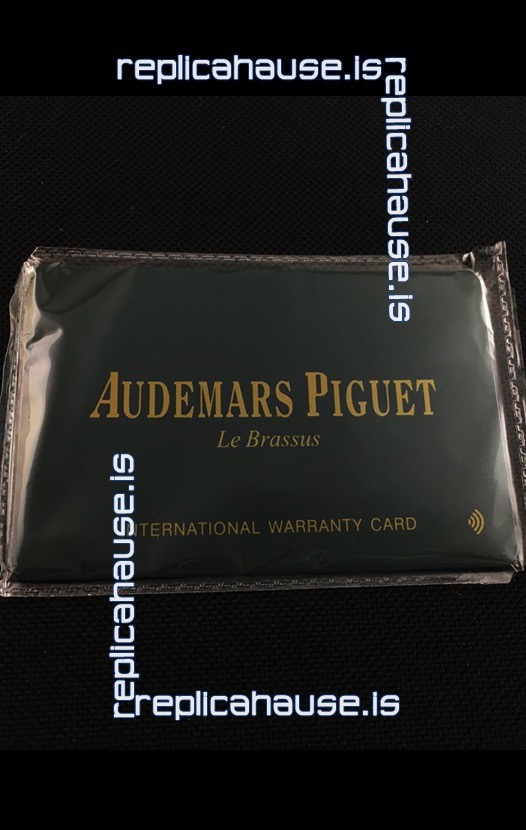 replicahause.is
replicahause.is
AUDEMARS PIGUET
Le Brassus
INTERNATIONAL WARRANTY CARD
replicahause.is
replicahause.is